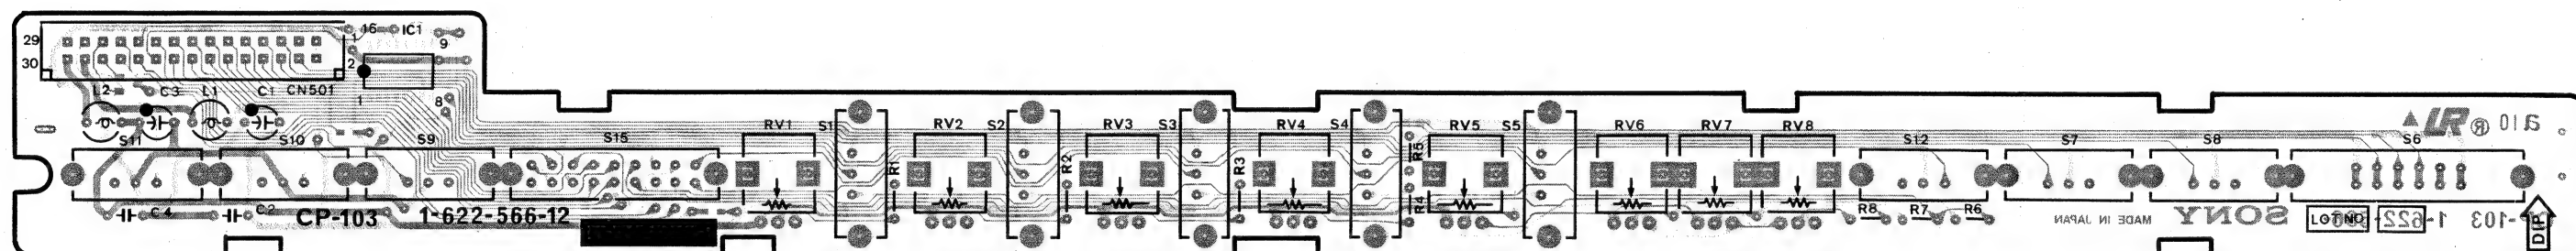 29
30
1
2
16
IC1
9
1
8
L2
C3
L1
C1
CN501
S11
S10
S9
S15
RV1
S1
R1
RV2
S2
R2
RV3
S3
R3
RV4
S4
R5
R4
RV5
S5
RV6
RV7
RV8
S12
S7
S8
S6
C4
C2
CP-103
1-622-566-12
R8
R7
R6
MADE IN JAPAN
SONY
LOT NO
1-622-
DIP